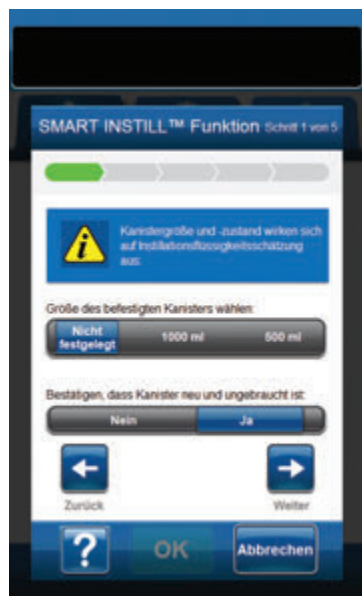 SMART INSTILL™ Funktion Schritt 1 von 5
Kanistergröße und -zustand wirken sich
auf Instillationsflüssigkeitsschätzung
aus:
Größe des befestigten Kanisters wählen:
Nicht
festgelegt
1000 ml
500 ml
Bestätigen, dass Kanister neu und ungebraucht ist:
Nein
Ja
Zurück
Weiter
?
OK
Abbrechen